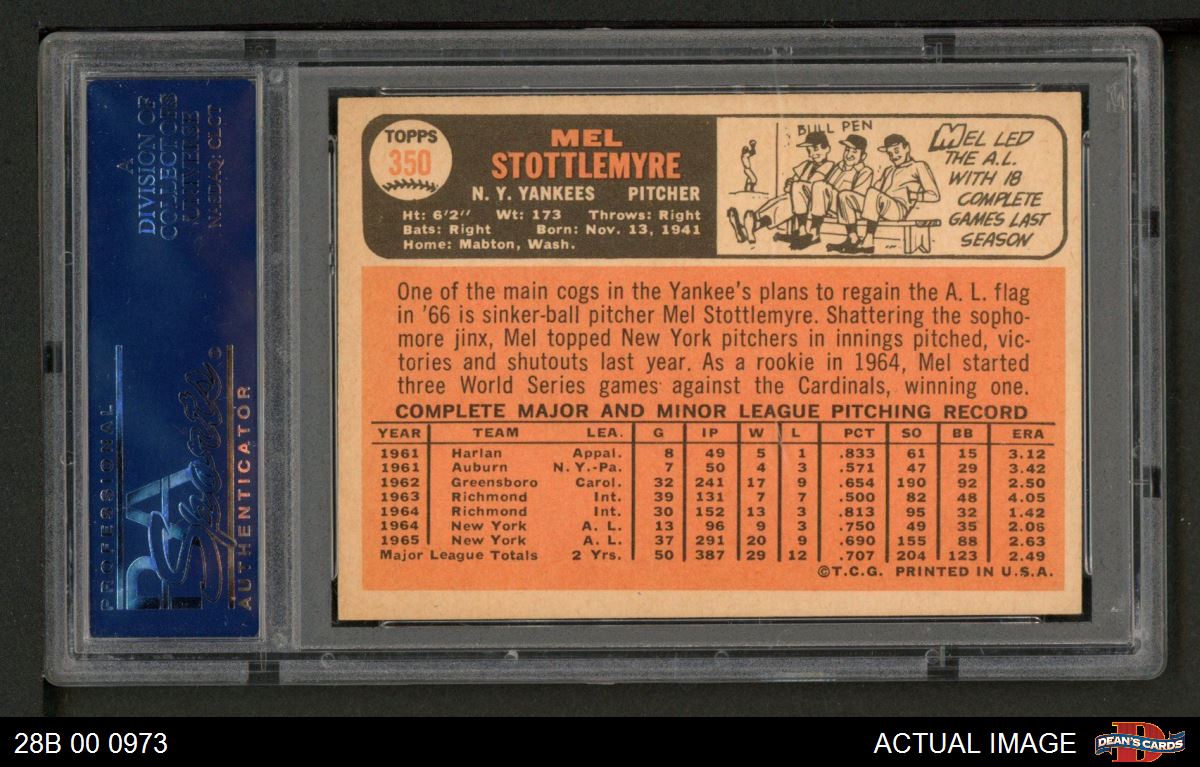 A
DIVISION OF
COLLECTORS
UNIVERSE
NASDAQ: CLCT
PROFESSIONAL
PSA
Sports
AUTHENTICATOR
TOPPS
350
MEL
STOTTLEMYRE
N. Y. YANKEES PITCHER
Ht: 6'2" Wt: 173 Throws: Right
Bats: Right Born: Nov. 13, 1941
Home: Mabton, Wash.
BULL PEN
MEL LED
THE A.L.
WITH 18
COMPLETE
GAMES LAST
SEASON
One of the main cogs in the Yankee's plans to regain the A. L. flag
in '66 is sinker-ball pitcher Mel Stottlemyre. Shattering the sopho-
more jinx, Mel topped New York pitchers in innings pitched, vic-
tories and shutouts last year. As a rookie in 1964, Mel started
three World Series games against the Cardinals, winning one.
COMPLETE MAJOR AND MINOR LEAGUE PITCHING RECORD
YEAR TEAM LEA. G IP W L PCT SO BB ERA
1961 Harlan Appal. 8 49 5 1 .833 61 15 3.12
1961 Auburn N. Y.-Pa. 7 50 4 3 .571 47 29 3.42
1962 Greensboro Carol. 32 241 17 9 .654 190 92 2.50
1963 Richmond Int. 39 131 7 7 .500 82 48 4.05
1964 Richmond Int. 30 152 13 3 .813 95 32 1.42
1964 New York A. L. 13 96 9 3 .750 49 35 2.06
1965 New York A. L. 37 291 20 9 .690 155 88 2.63
Major League Totals 2 Yrs. 50 387 29 12 .707 204 123 2.49
©T.C.G. PRINTED IN U.S.A.
28B 00 0973
ACTUAL IMAGE
D
DEAN'S CARDS